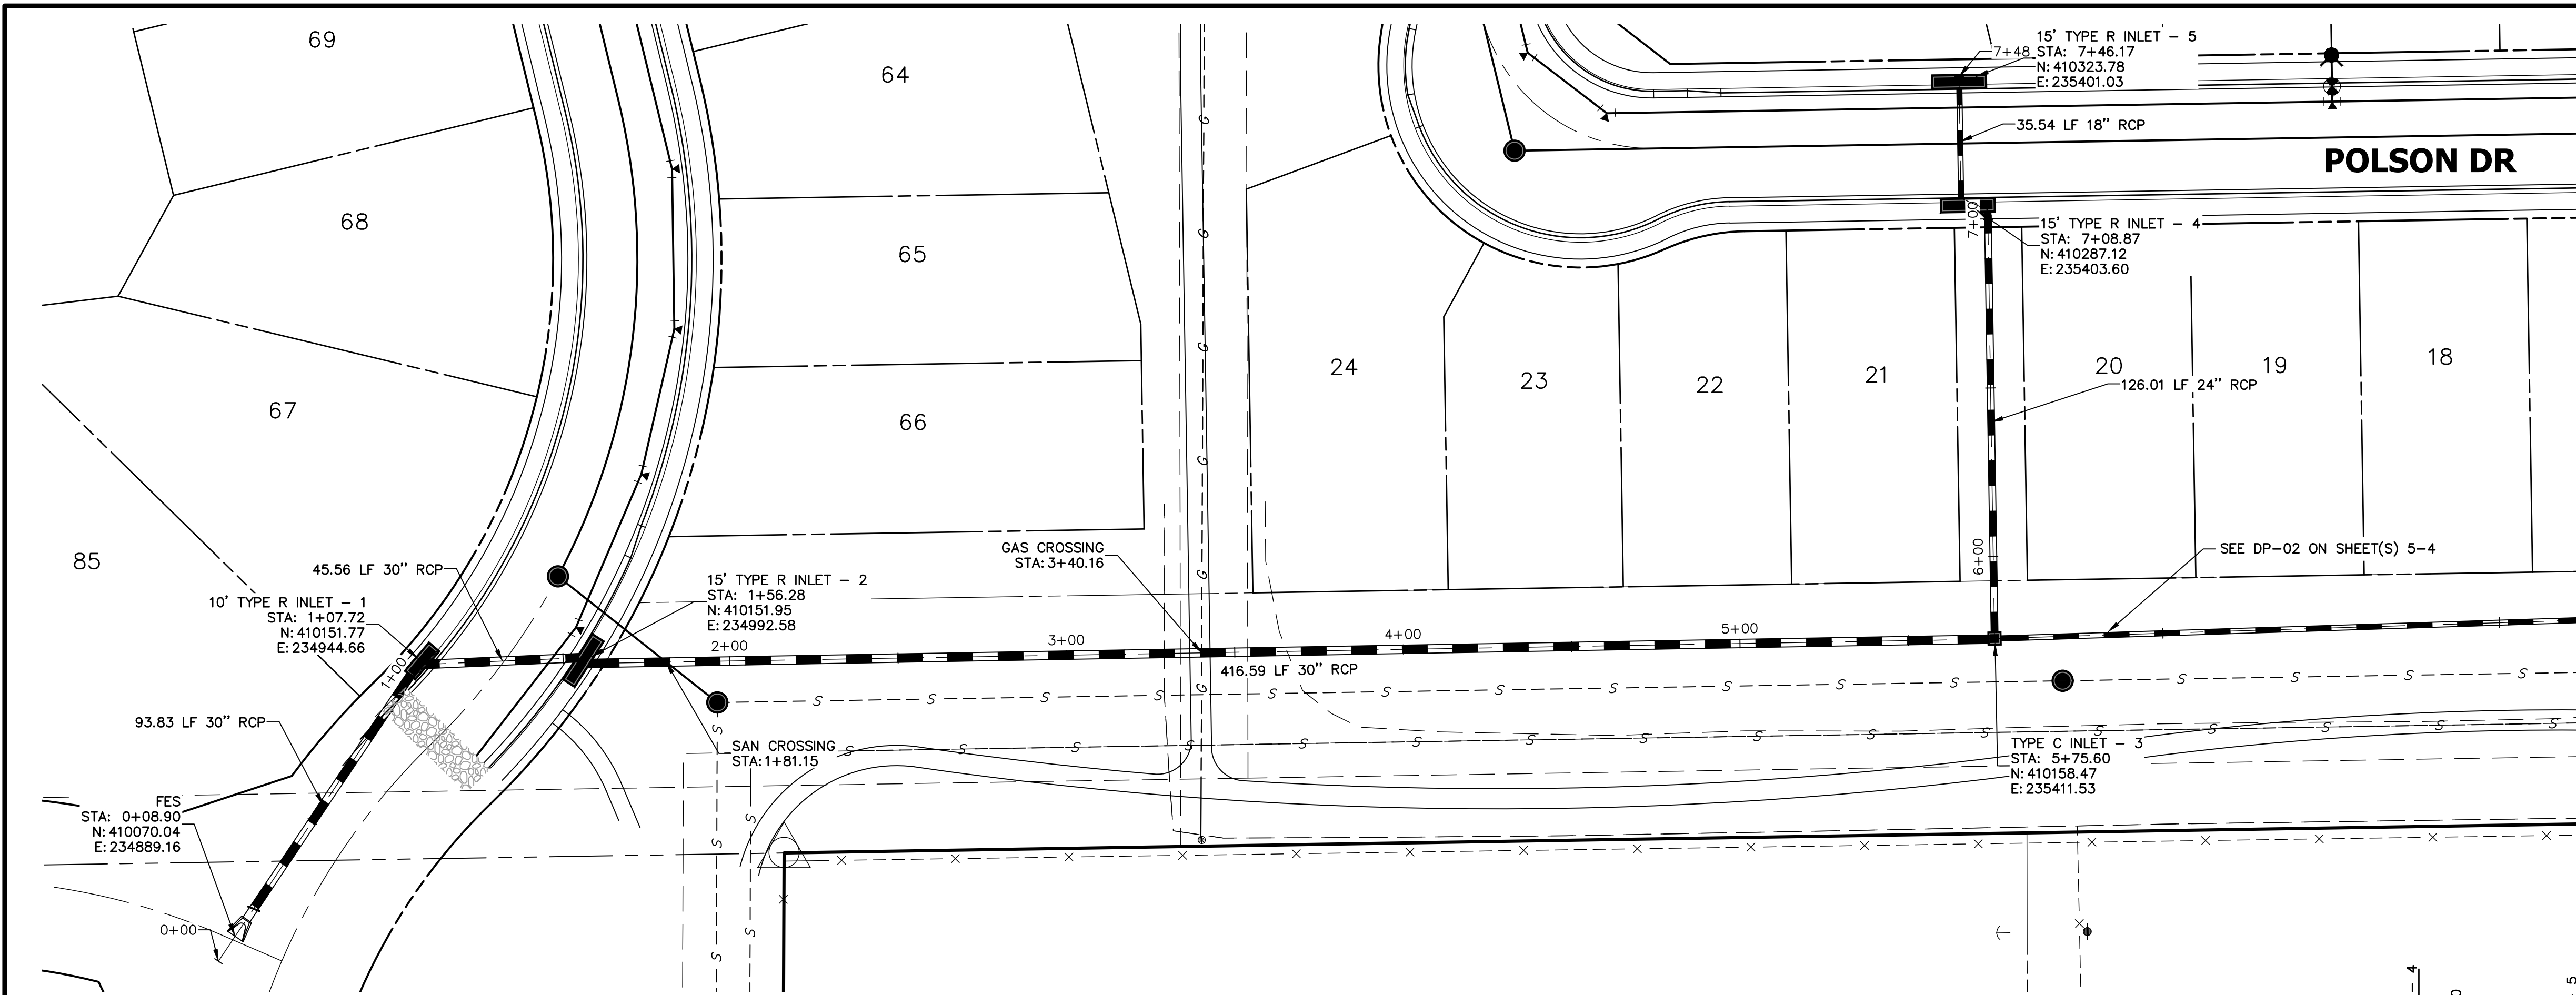 69
64
15' TYPE R INLET - 5
7+48
STA: 7+46.17
N: 410323.78
E: 235401.03
35.54 LF 18" RCP
POLSON DR
68
65
7+00
15' TYPE R INLET - 4
STA: 7+08.87
N: 410287.12
E: 235403.60
67
66
24
23
22
21
20
19
18
126.01 LF 24" RCP
85
45.56 LF 30" RCP
10' TYPE R INLET - 1
STA: 1+07.72
N: 410151.77
E: 234944.66
1+00
15' TYPE R INLET - 2
STA: 1+56.28
N: 410151.95
E: 234992.58
GAS CROSSING
STA: 3+40.16
6+00
SEE DP-02 ON SHEET(S) 5-4
2+00
3+00
4+00
5+00
416.59 LF 30" RCP
93.83 LF 30" RCP
SAN CROSSING
STA: 1+81.15
TYPE C INLET - 3
STA: 5+75.60
N: 410158.47
E: 235411.53
FES
STA: 0+08.90
N: 410070.04
E: 234889.16
0+00
G
G
G
G
G
G
S S S S S S S S S S S S S S S
S S S S S S S S S S S S S S S S
S
S
S
S
S
S
- 4
5